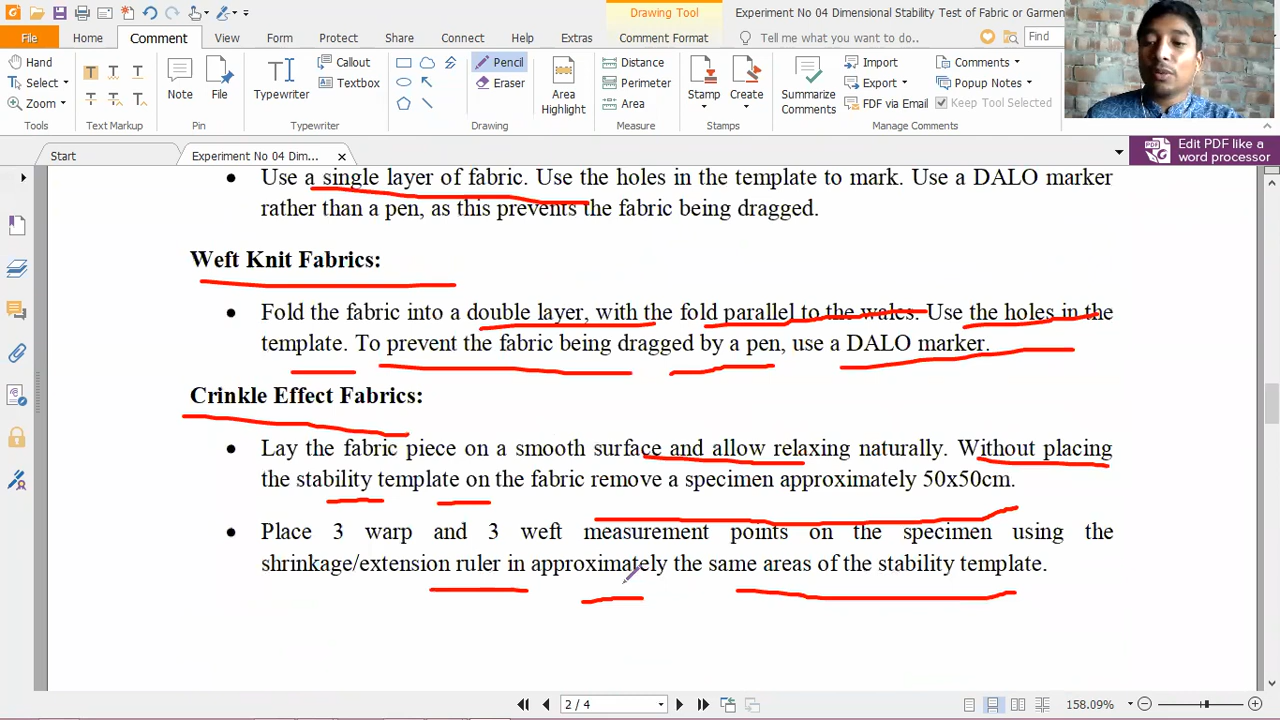 Drawing Tool
Experiment No 04 Dimensional Stability Test of Fabric or Garmen
File
Home
Comment
View
Form
Protect
Share
Connect
Help
Extras
Comment Format
Tell me what you want to do...
Find
Hand
Select
Zoom
Tools
Text Markup
Note
File
Pin
Typewriter
Callout
Textbox
Typewriter
Pencil
Eraser
Drawing
Area Highlight
Distance
Perimeter
Area
Measure
Stamp
Create
Stamps
Summarize Comments
Import
Export
FDF via Email
Comments
Popup Notes
Keep Tool Selected
Manage Comments
Start
Experiment No 04 Dim...
Edit PDF like a
word processor
Use a single layer of fabric. Use the holes in the template to mark. Use a DALO marker
rather than a pen, as this prevents the fabric being dragged.
Weft Knit Fabrics:
Fold the fabric into a double layer, with the fold parallel to the wales. Use the holes in the
template. To prevent the fabric being dragged by a pen, use a DALO marker.
Crinkle Effect Fabrics:
Lay the fabric piece on a smooth surface and allow relaxing naturally. Without placing
the stability template on the fabric remove a specimen approximately 50x50cm.
Place 3 warp and 3 weft measurement points on the specimen using the
shrinkage/extension ruler in approximately the same areas of the stability template.
2 / 4
158.09%